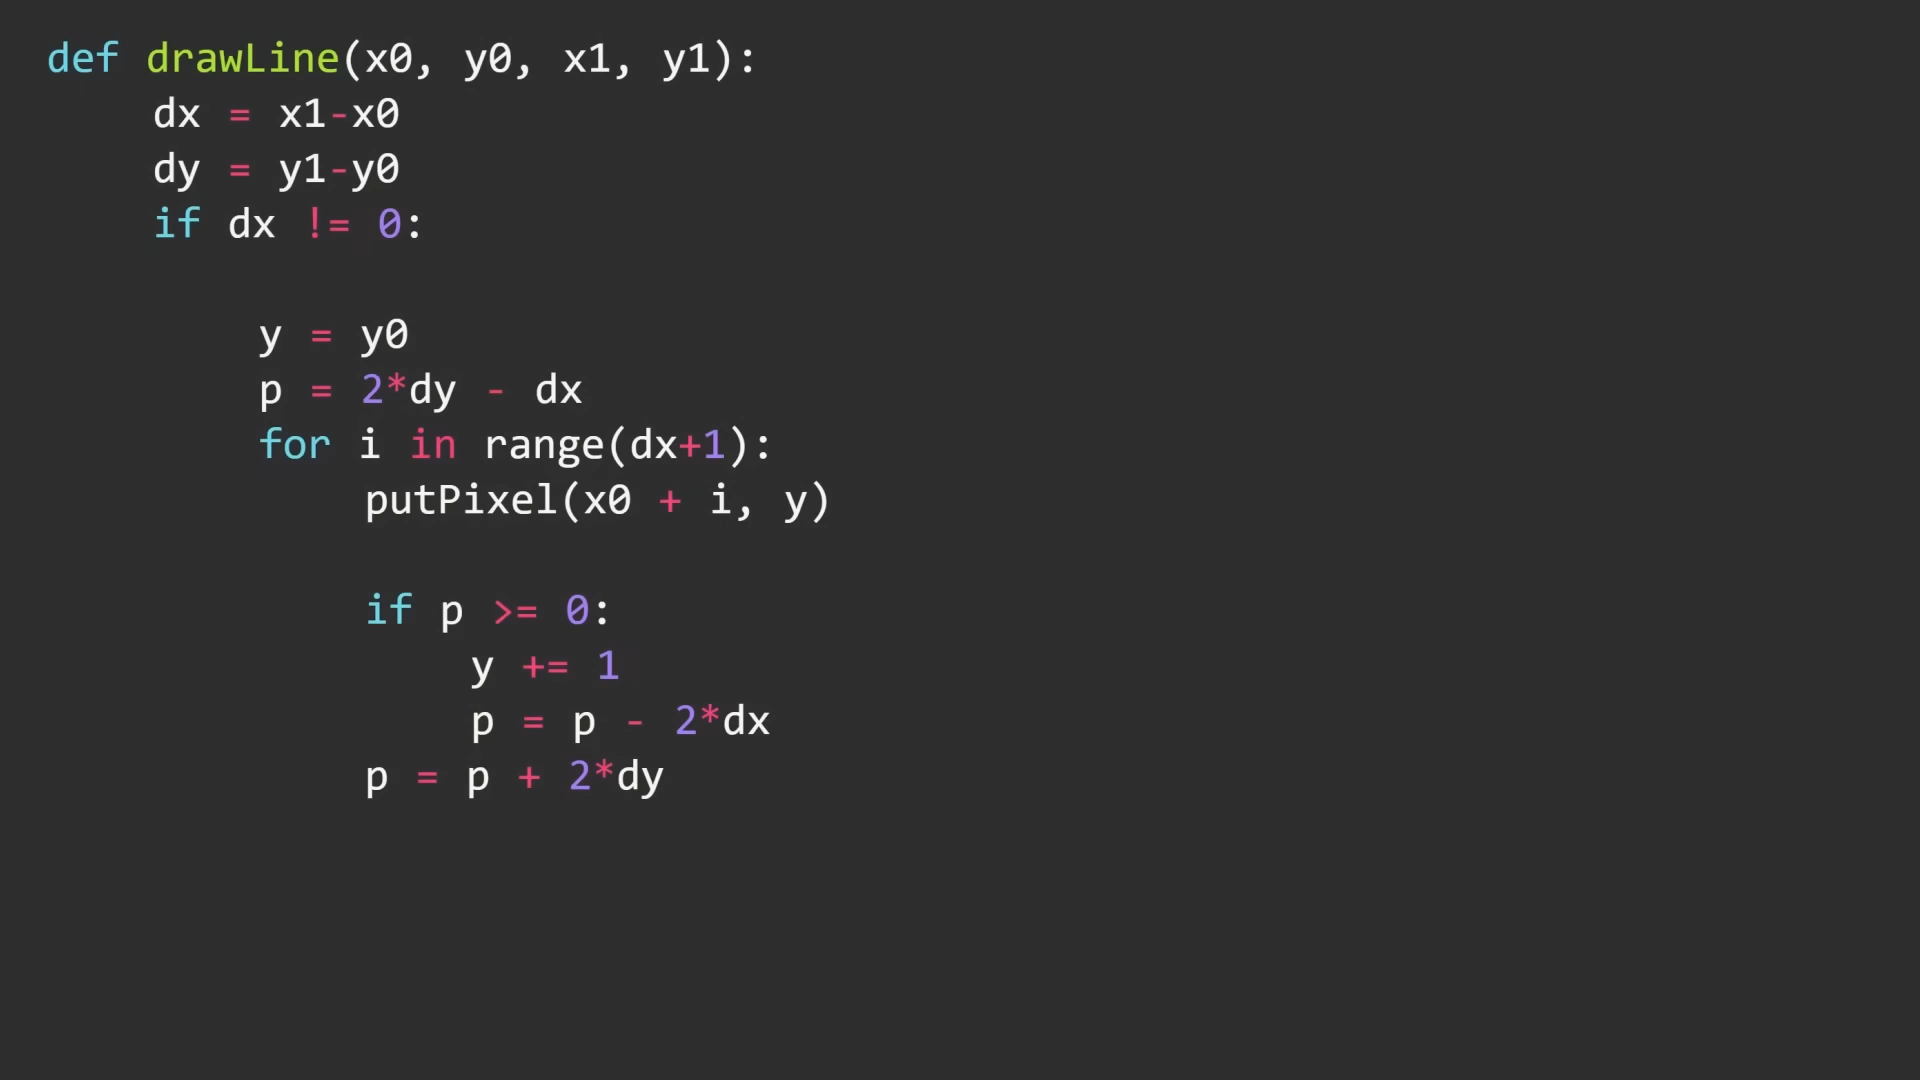 def drawLine(x0, y0, x1, y1):
    dx = x1-x0
    dy = y1-y0
    if dx != 0:

        y = y0
        p = 2*dy - dx
        for i in range(dx+1):
            putPixel(x0 + i, y)

            if p >= 0:
                y += 1
                p = p - 2*dx
            p = p + 2*dy